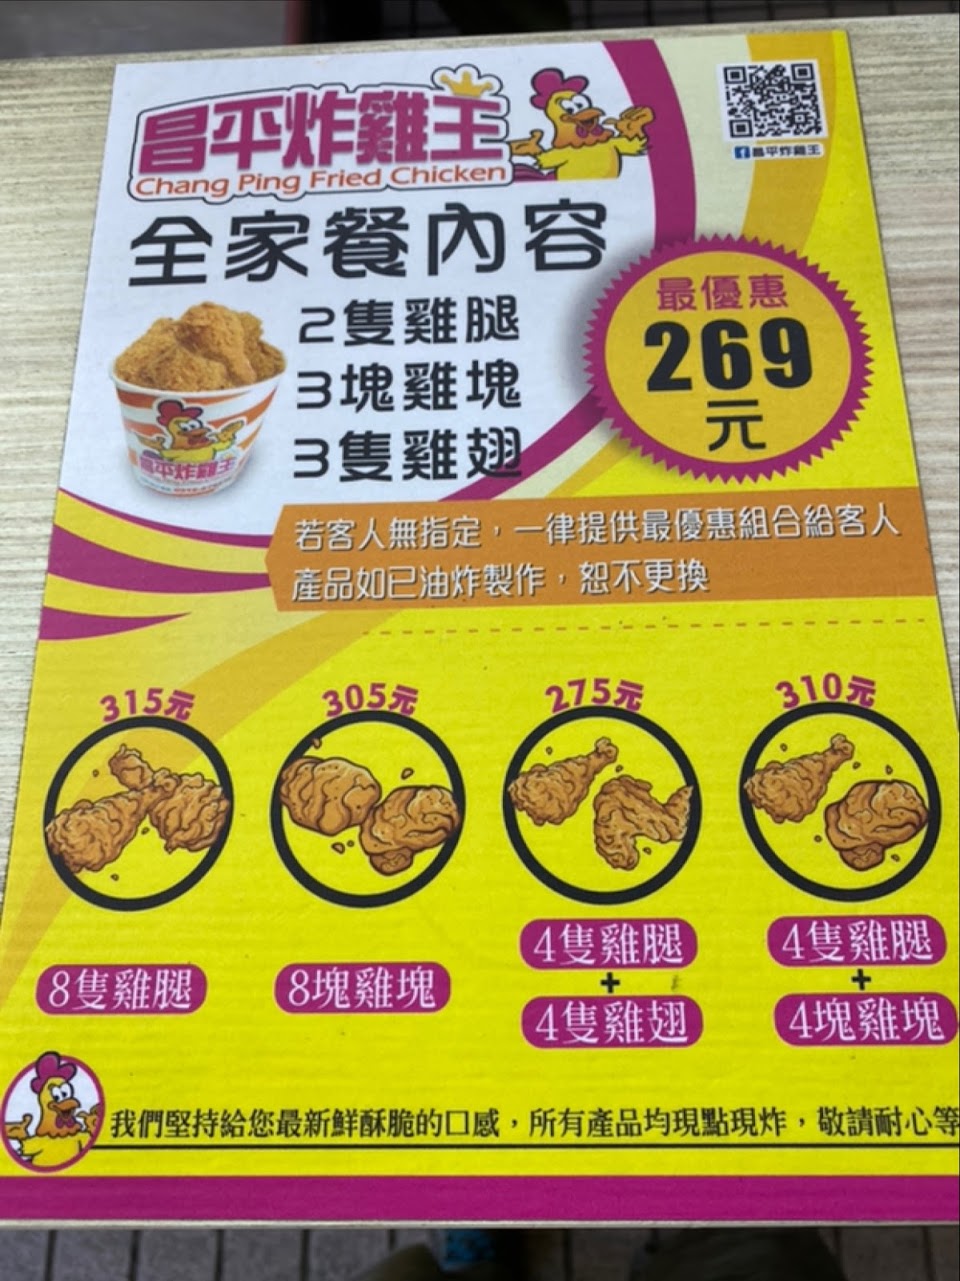 昌平炸雞王
Chang Ping Fried Chicken
昌平炸雞王
全家餐內容
2隻雞腿
3塊雞塊
3隻雞翅
最優惠
269
元
昌平炸雞王
若客人無指定，一律提供最優惠組合給客人
產品如已油炸製作，恕不更換
315元
305元
275元
310元
8隻雞腿
8塊雞塊
4隻雞腿
+
4隻雞翅
4隻雞腿
+
4塊雞塊
我們堅持給您最新鮮酥脆的口感，所有產品均現點現炸，敬請耐心等